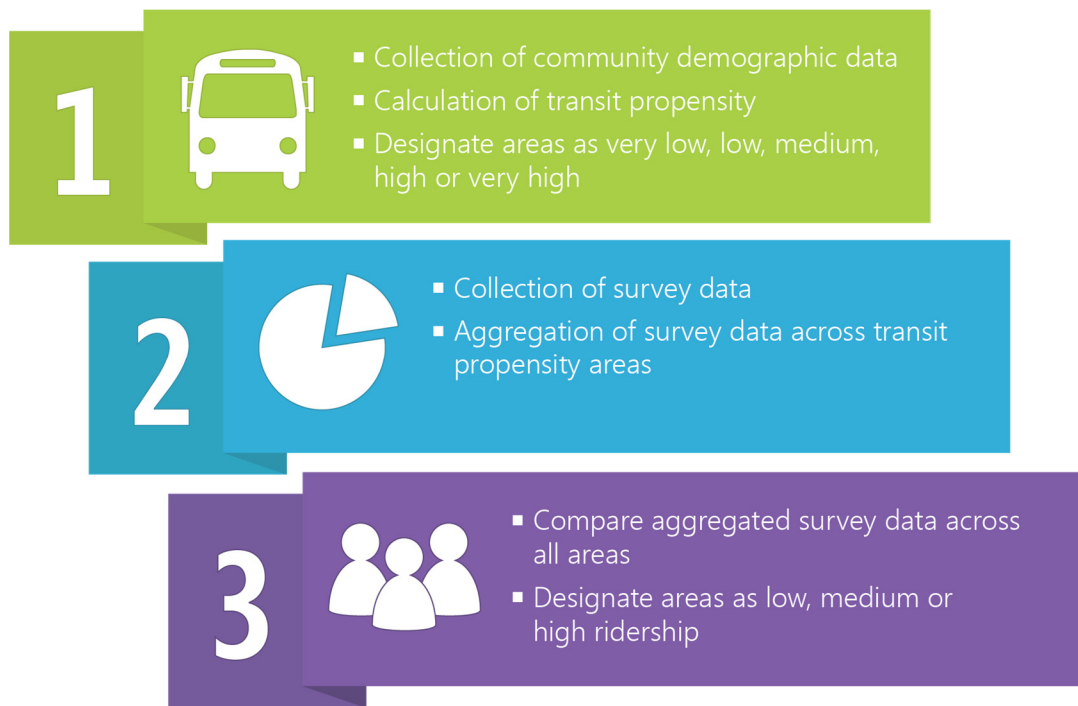 1
▪ Collection of community demographic data
▪ Calculation of transit propensity
▪ Designate areas as very low, low, medium,
high or very high
2
▪ Collection of survey data
▪ Aggregation of survey data across transit
propensity areas
3
▪ Compare aggregated survey data across
all areas
▪ Designate areas as low, medium or
high ridership